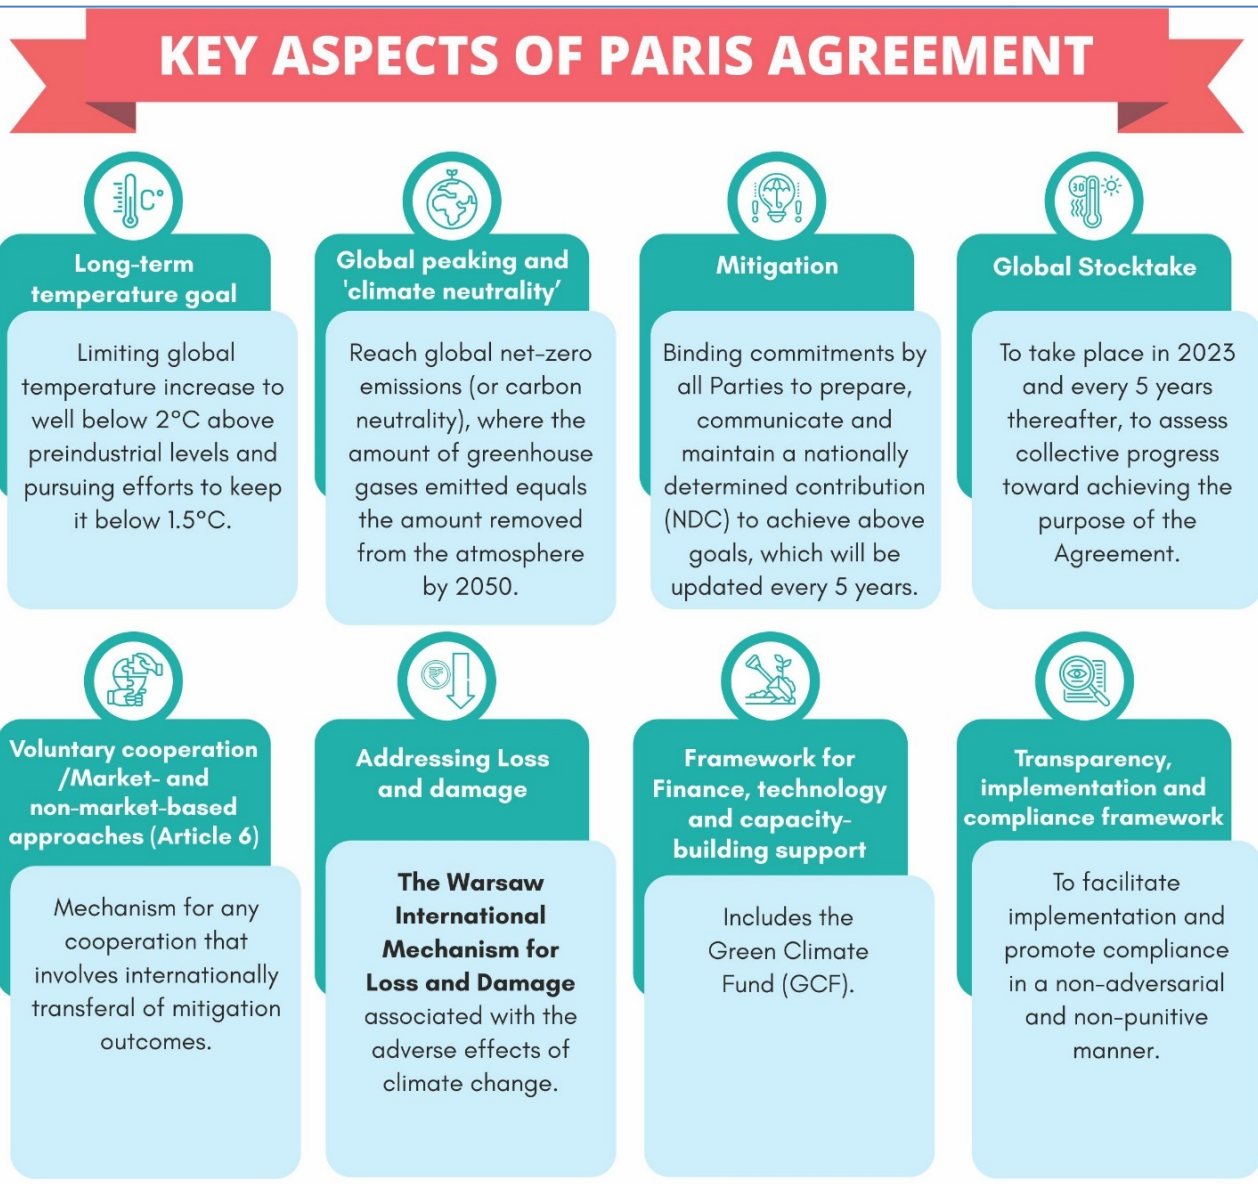 KEY ASPECTS OF PARIS AGREEMENT
C°
30
Long-term
temperature goal
Limiting global
temperature increase to
well below 2°C above
preindustrial levels and
pursuing efforts to keep
it below 1.5°C.
Global peaking and
'climate neutrality’
Reach global net-zero
emissions (or carbon
neutrality), where the
amount of greenhouse
gases emitted equals
the amount removed
from the atmosphere
by 2050.
Mitigation
Binding commitments by
all Parties to prepare,
communicate and
maintain a nationally
determined contribution
(NDC) to achieve above
goals, which will be
updated every 5 years.
Global Stocktake
To take place in 2023
and every 5 years
thereafter, to assess
collective progress
toward achieving the
purpose of the
Agreement.
Voluntary cooperation
/Market- and
non-market-based
approaches (Article 6)
Mechanism for any
cooperation that
involves internationally
transferal of mitigation
outcomes.
₹
Addressing Loss
and damage
The Warsaw
International
Mechanism for
Loss and Damage
associated with the
adverse effects of
climate change.
Framework for
Finance, technology
and capacity-
building support
Includes the
Green Climate
Fund (GCF).
Transparency,
implementation and
compliance framework
To facilitate
implementation and
promote compliance
in a non-adversarial
and non-punitive
manner.